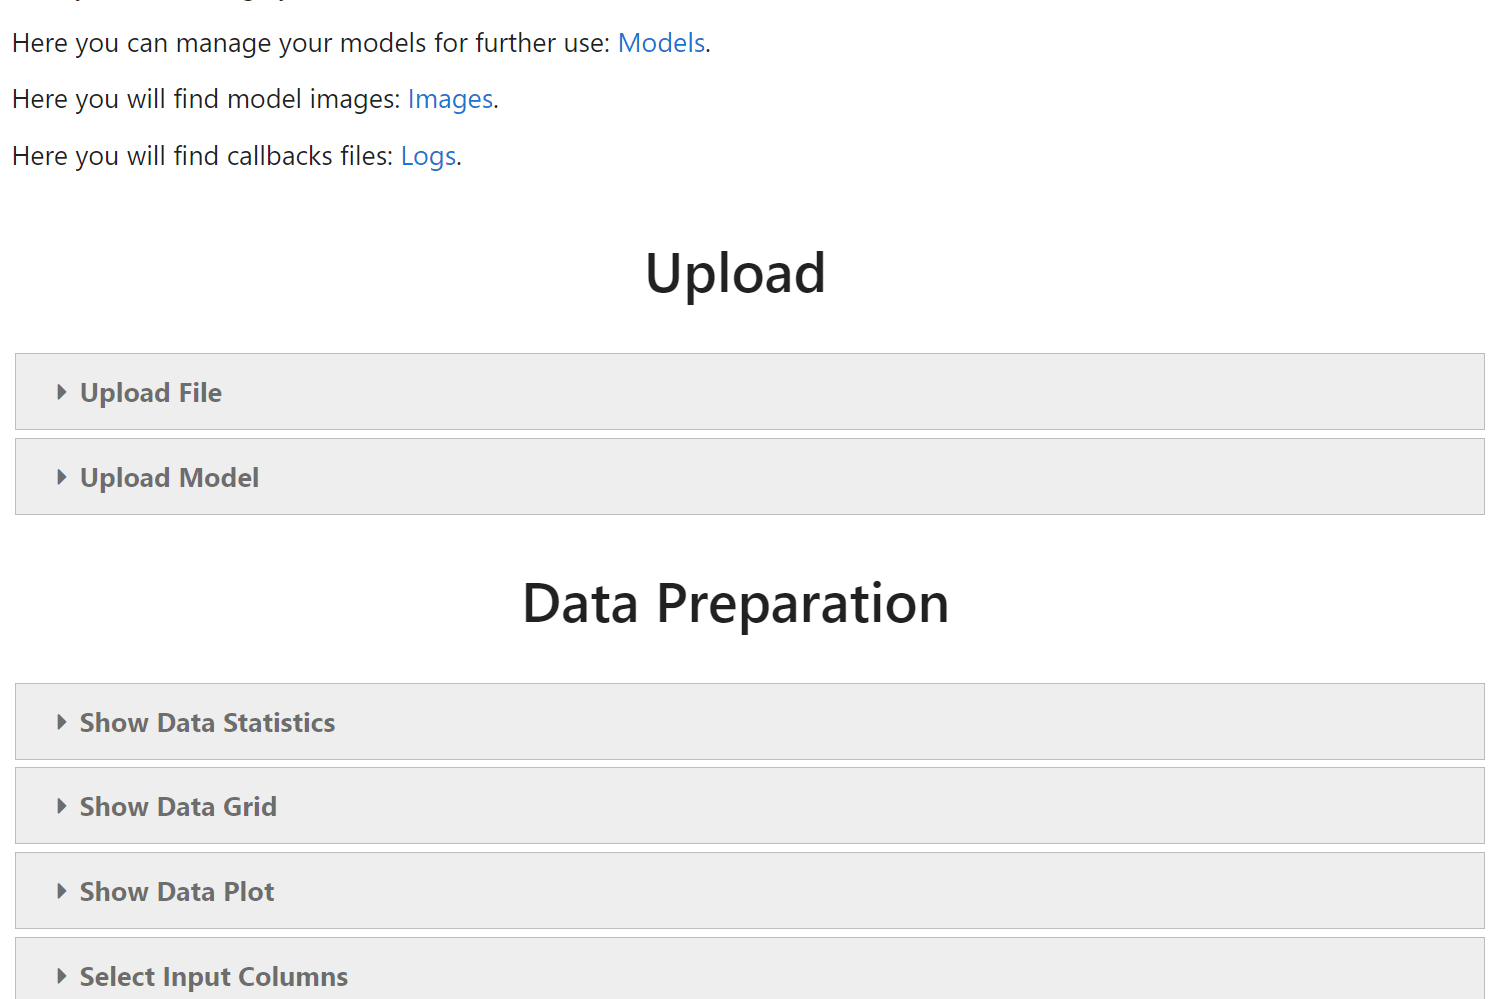 Here you can manage your models for further use: Models.
Here you will find model images: Images.
Here you will find callbacks files: Logs.
Upload
Upload File
Upload Model
Data Preparation
Show Data Statistics
Show Data Grid
Show Data Plot
Select Input Columns